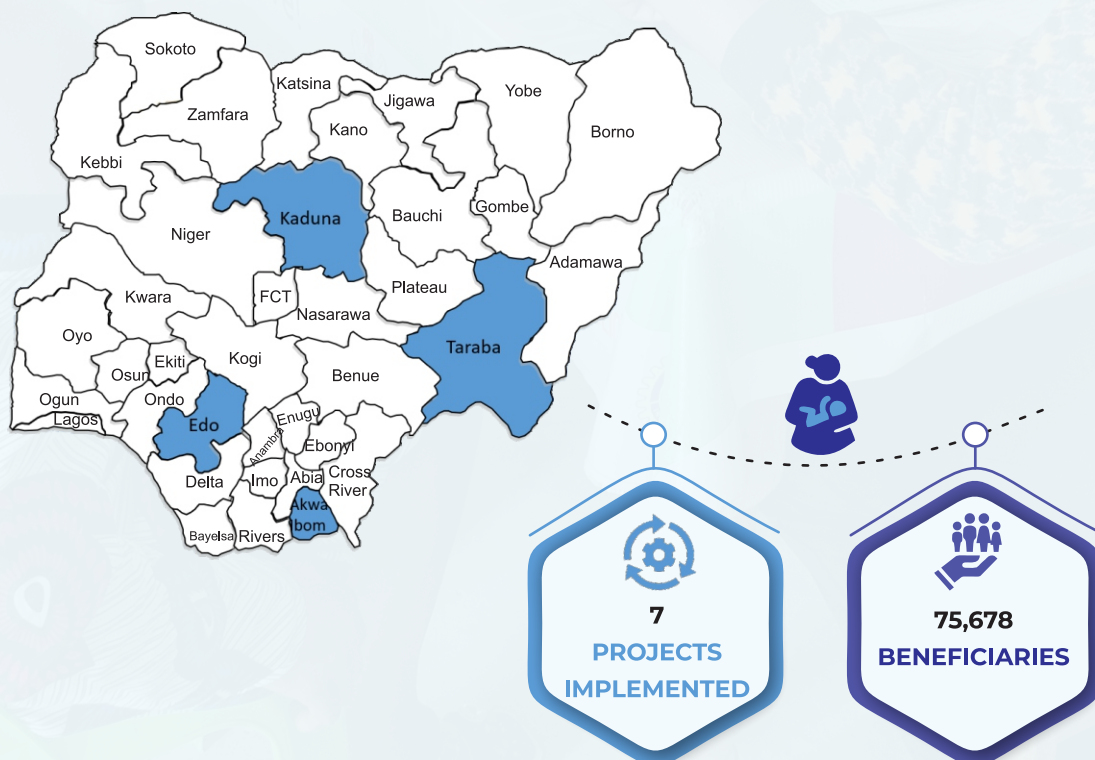 Sokoto
Katsina
Yobe
Jigawa
Zamfara
Kano
Borno
Kebbi
Kaduna
Bauchi
Gombe
Niger
Adamawa
Plateau
FCT
Kwara
Nasarawa
Oyo
Taraba
Kogi
Ekiti
Osun
Benue
Ogun
Ondo
Lagos
Edo
Enugu
Anambra
Ebonyi
Delta
Imo
Abia
Cross
River
Akwa
Ibom
Bayelsa
Rivers
7
PROJECTS
IMPLEMENTED
75,678
BENEFICIARIES